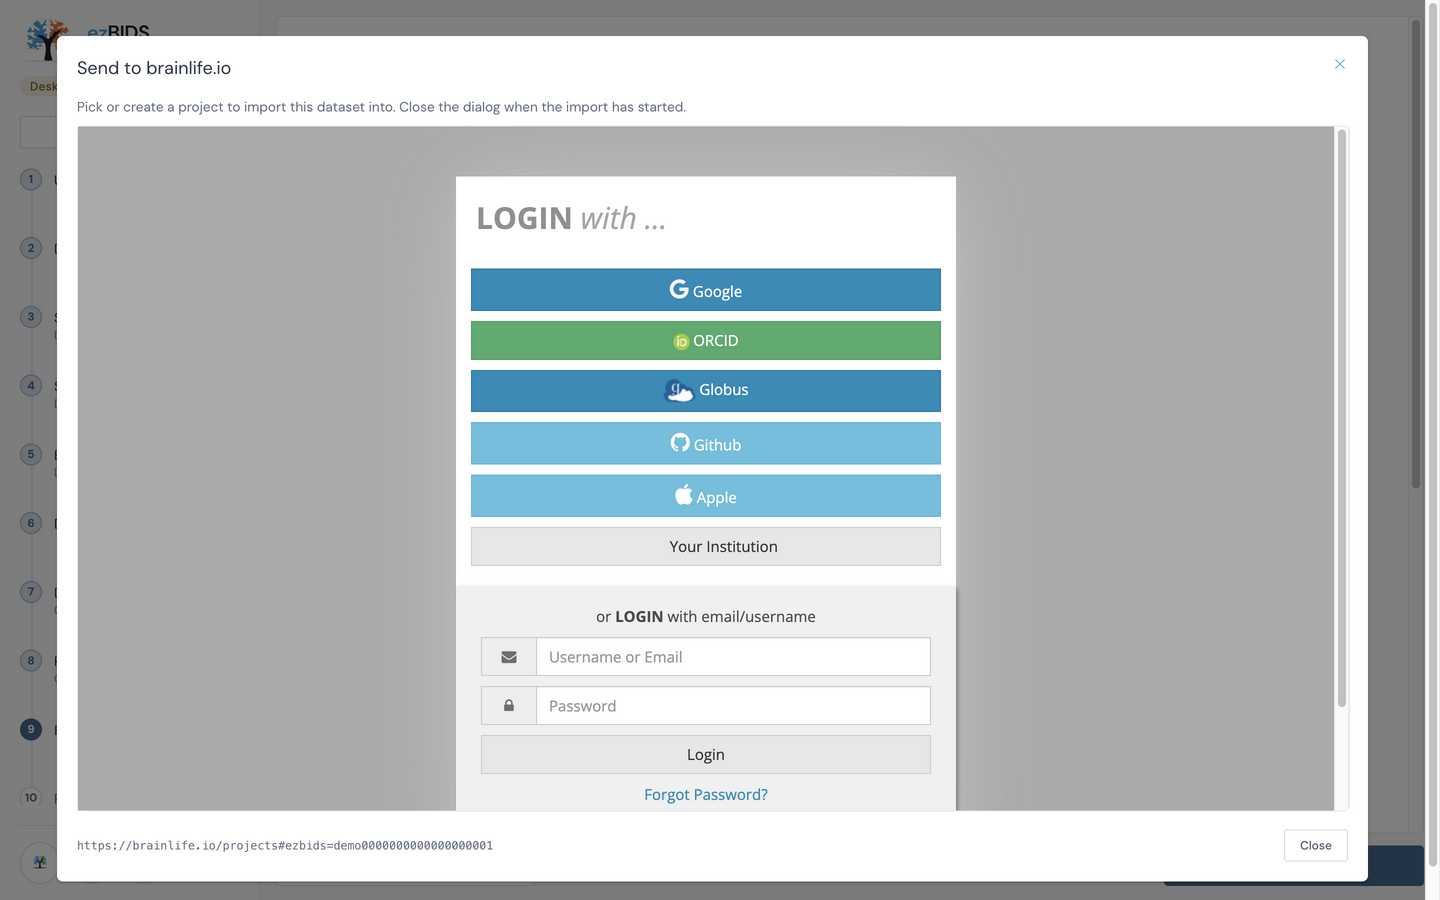 ezBIDS
Send to brainlife.io
Desk
Pick or create a project to import this dataset into. Close the dialog when the import has started.
LOGIN with ...
1
Google
2
3
ORCID
4
Globus
Github
5
Apple
6
Your Institution
7
or LOGIN with email/username
8
Username or Email
Password
9
Login
10
Forgot Password?
https://brainlife.io/projects#ezbids=demo0000000000000000001
Close